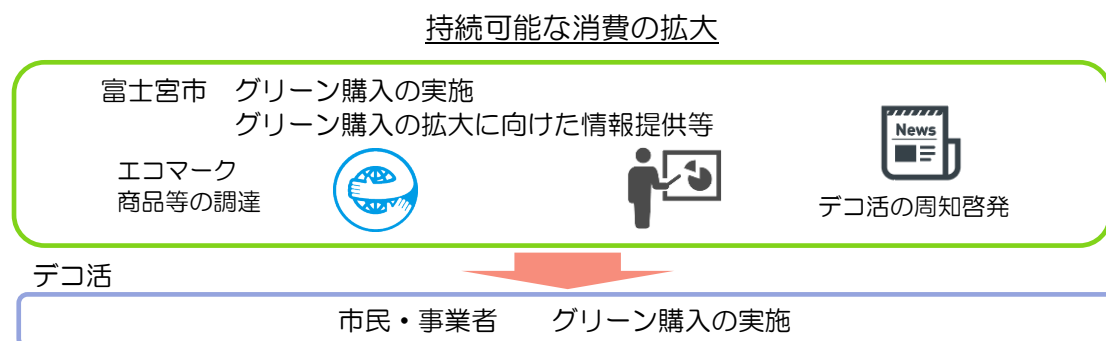 持続可能な消費の拡大
富士宮市 グリーン購入の実施
グリーン購入の拡大に向けた情報提供等
エコマーク
商品等の調達
News
デコ活の周知啓発
デコ活
市民・事業者 グリーン購入の実施